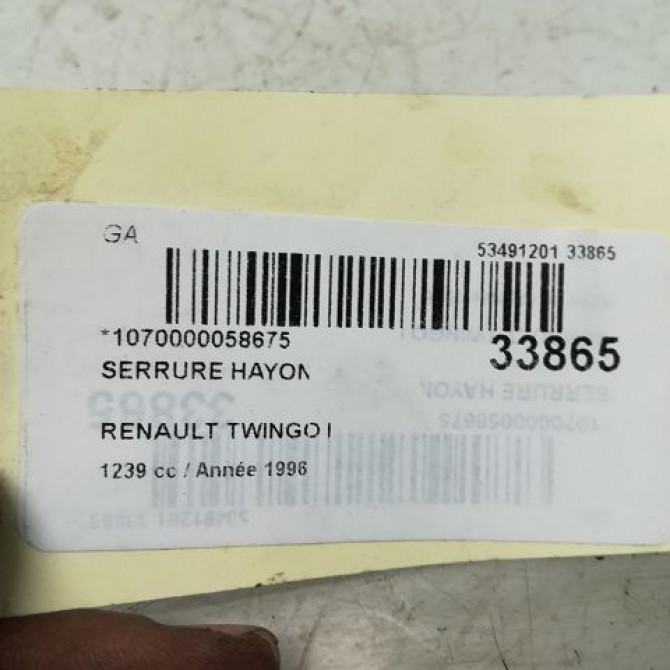 GA
53491201 33865
*1070000058675
33865
SERRURE HAYON
RENAULT TWINGO I
1239 cc / Année 1996